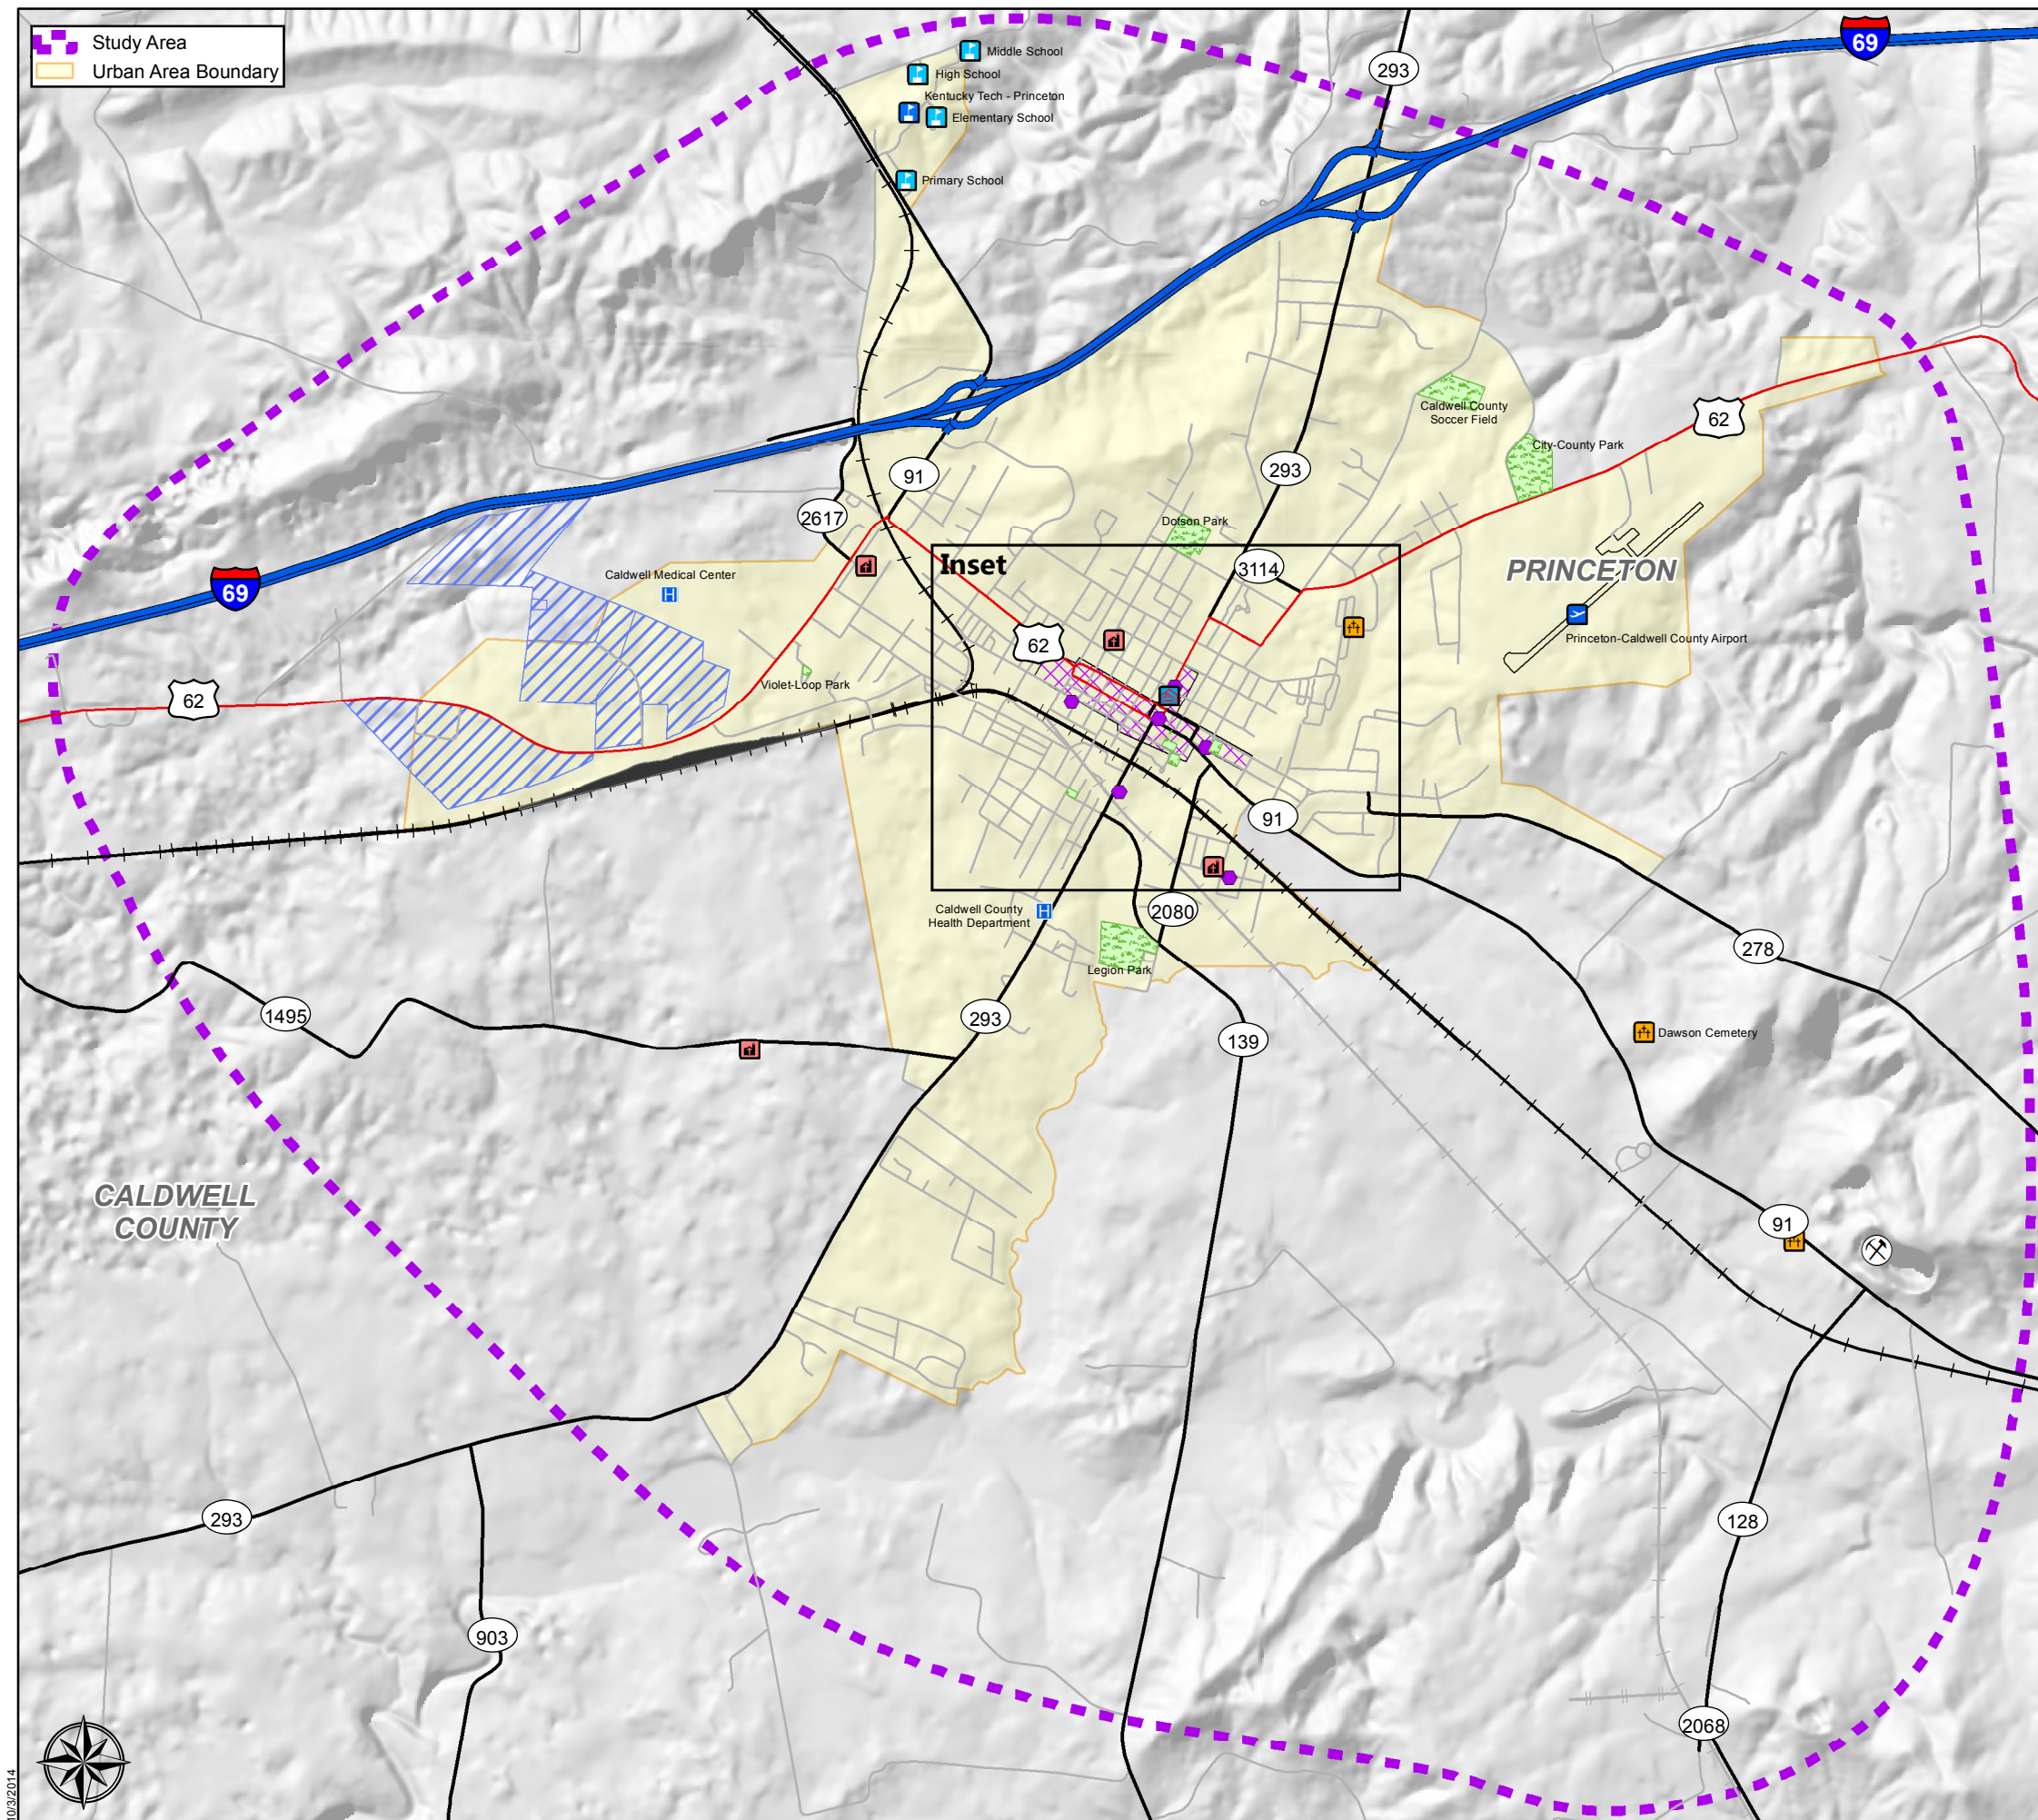 Study Area
Urban Area Boundary
69
Middle School
High School
293
Kentucky Tech - Princeton
Elementary School
Primary School
62
Caldwell County
Soccer Field
City-County Park
91
293
2617
Dotson Park
Inset
3114
PRINCETON
69
Caldwell Medical Center
H
62
Princeton-Caldwell County Airport
Violet-Loop Park
62
91
Caldwell County
Health Department
H
2080
278
Legion Park
1495
293
139
Dawson Cemetery
CALDWELL
COUNTY
91
293
128
903
2068
10/3/2014